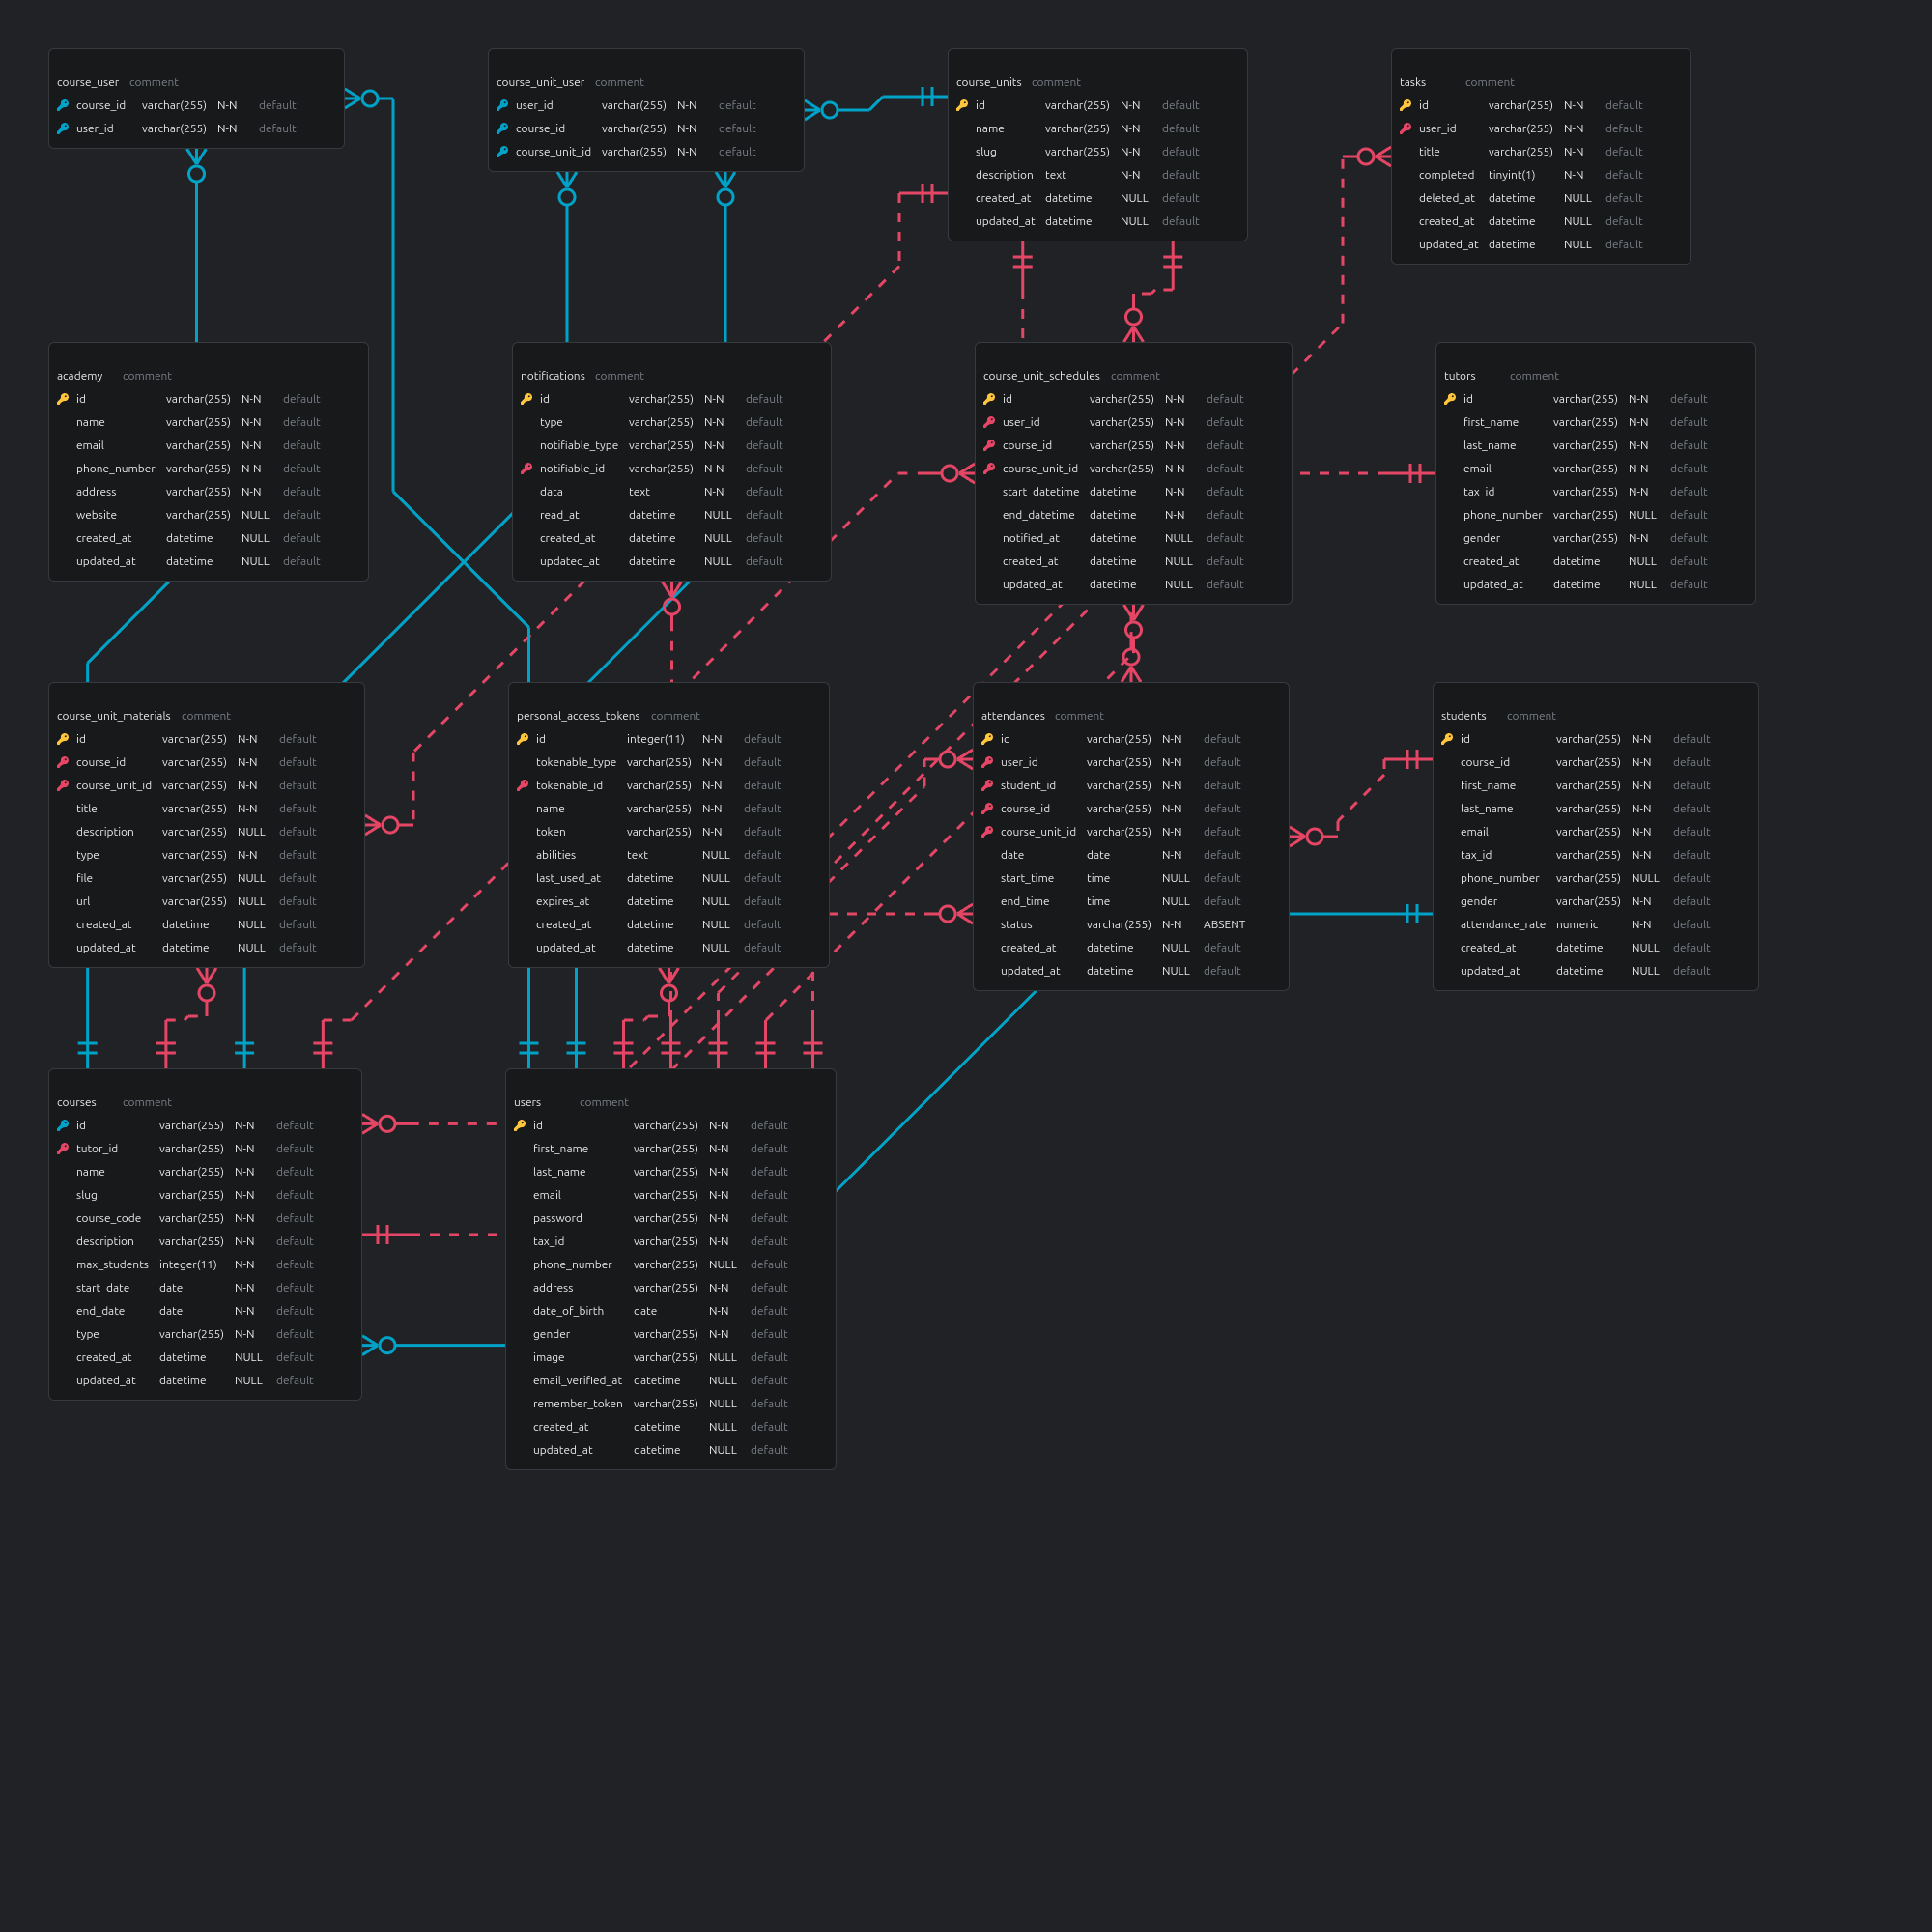 course_user comment
course_id varchar(255) N-N default
user_id varchar(255) N-N default
course_unit_user comment
user_id varchar(255) N-N default
course_id varchar(255) N-N default
course_unit_id varchar(255) N-N default
course_units comment
id varchar(255) N-N default
name varchar(255) N-N default
slug varchar(255) N-N default
description text N-N default
created_at datetime NULL default
updated_at datetime NULL default
tasks comment
id varchar(255) N-N default
user_id varchar(255) N-N default
title varchar(255) N-N default
completed tinyint(1) N-N default
deleted_at datetime NULL default
created_at datetime NULL default
updated_at datetime NULL default
academy comment
id varchar(255) N-N default
name varchar(255) N-N default
email varchar(255) N-N default
phone_number varchar(255) N-N default
address varchar(255) N-N default
website varchar(255) NULL default
created_at datetime NULL default
updated_at datetime NULL default
notifications comment
id varchar(255) N-N default
type varchar(255) N-N default
notifiable_type varchar(255) N-N default
notifiable_id varchar(255) N-N default
data text N-N default
read_at datetime NULL default
created_at datetime NULL default
updated_at datetime NULL default
course_unit_schedules comment
id varchar(255) N-N default
user_id varchar(255) N-N default
course_id varchar(255) N-N default
course_unit_id varchar(255) N-N default
start_datetime datetime N-N default
end_datetime datetime N-N default
notified_at datetime NULL default
created_at datetime NULL default
updated_at datetime NULL default
tutors comment
id varchar(255) N-N default
first_name varchar(255) N-N default
last_name varchar(255) N-N default
email varchar(255) N-N default
tax_id varchar(255) N-N default
phone_number varchar(255) NULL default
gender varchar(255) N-N default
created_at datetime NULL default
updated_at datetime NULL default
course_unit_materials comment
id varchar(255) N-N default
course_id varchar(255) N-N default
course_unit_id varchar(255) N-N default
title varchar(255) N-N default
description varchar(255) NULL default
type varchar(255) N-N default
file varchar(255) NULL default
url varchar(255) NULL default
created_at datetime NULL default
updated_at datetime NULL default
personal_access_tokens comment
id integer(11) N-N default
tokenable_type varchar(255) N-N default
tokenable_id varchar(255) N-N default
name varchar(255) N-N default
token varchar(255) N-N default
abilities text NULL default
last_used_at datetime NULL default
expires_at datetime NULL default
created_at datetime NULL default
updated_at datetime NULL default
attendances comment
id varchar(255) N-N default
user_id varchar(255) N-N default
student_id varchar(255) N-N default
course_id varchar(255) N-N default
course_unit_id varchar(255) N-N default
date date N-N default
start_time time NULL default
end_time time NULL default
status varchar(255) N-N ABSENT
created_at datetime NULL default
updated_at datetime NULL default
students comment
id varchar(255) N-N default
course_id varchar(255) N-N default
first_name varchar(255) N-N default
last_name varchar(255) N-N default
email varchar(255) N-N default
tax_id varchar(255) N-N default
phone_number varchar(255) NULL default
gender varchar(255) N-N default
attendance_rate numeric N-N default
created_at datetime NULL default
updated_at datetime NULL default
courses comment
id varchar(255) N-N default
tutor_id varchar(255) N-N default
name varchar(255) N-N default
slug varchar(255) N-N default
course_code varchar(255) N-N default
description varchar(255) N-N default
max_students integer(11) N-N default
start_date date N-N default
end_date date N-N default
type varchar(255) N-N default
created_at datetime NULL default
updated_at datetime NULL default
users comment
id varchar(255) N-N default
first_name varchar(255) N-N default
last_name varchar(255) N-N default
email varchar(255) N-N default
password varchar(255) N-N default
tax_id varchar(255) N-N default
phone_number varchar(255) NULL default
address varchar(255) N-N default
date_of_birth date N-N default
gender varchar(255) N-N default
image varchar(255) NULL default
email_verified_at datetime NULL default
remember_token varchar(255) NULL default
created_at datetime NULL default
updated_at datetime NULL default